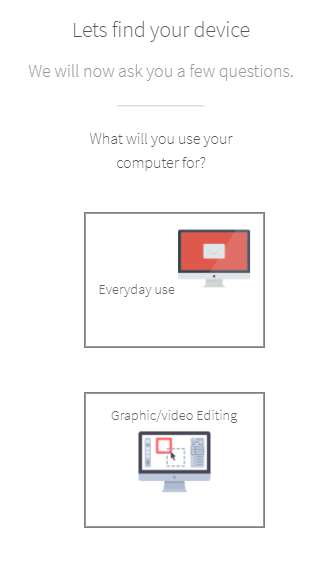 Lets find your device
We will now ask you a few questions.
What will you use your
computer for?
Everyday use
Graphic/video Editing